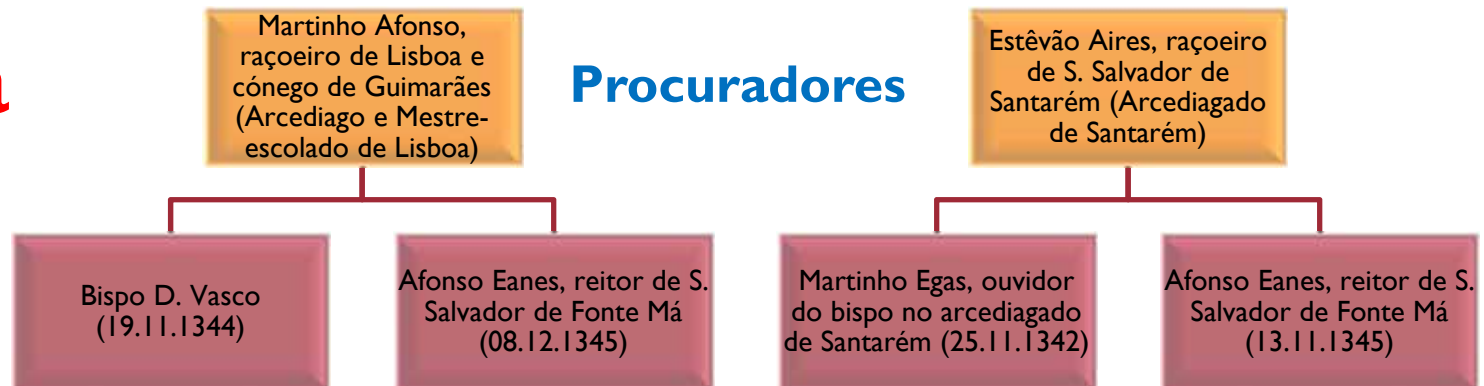 a
Martinho Afonso,
raçoeiro de Lisboa e
cónego de Guimarães
(Arcediago e Mestre-
escolado de Lisboa)
Procuradores
Estêvão Aires, raçoeiro
de S. Salvador de
Santarém (Arcediagado
de Santarém)
Bispo D. Vasco
(19.11.1344)
Afonso Eanes, reitor de S.
Salvador de Fonte Má
(08.12.1345)
Martinho Egas, ouvidor
do bispo no arcediagado
de Santarém (25.11.1342)
Afonso Eanes, reitor de S.
Salvador de Fonte Má
(13.11.1345)